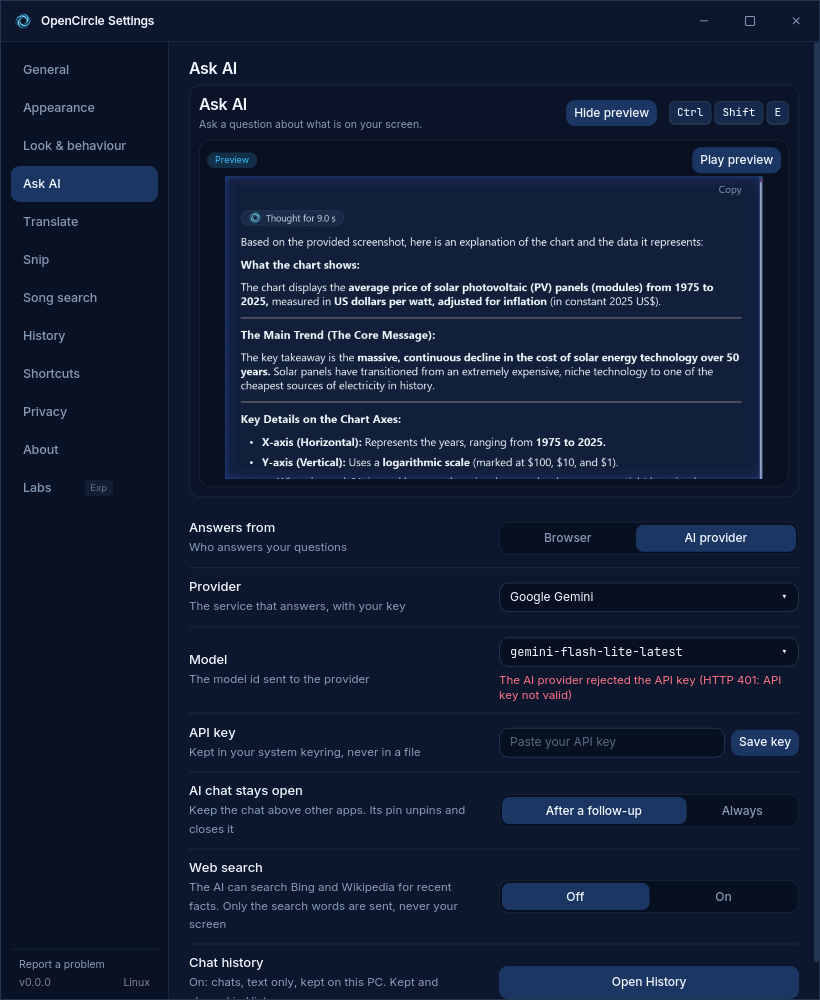 OpenCircle Settings
General
Appearance
Look & behaviour
Ask AI
Translate
Snip
Song search
History
Shortcuts
Privacy
About
Labs Exp
Report a problem
v0.0.0 Linux
Ask AI
Ask AI
Ask a question about what is on your screen.
Hide preview Ctrl Shift E
Preview
Play preview
Copy
Thought for 9.0 s
Based on the provided screenshot, here is an explanation of the chart and the data it represents:
What the chart shows:
The chart displays the average price of solar photovoltaic (PV) panels (modules) from 1975 to
2025, measured in US dollars per watt, adjusted for inflation (in constant 2025 US$).
The Main Trend (The Core Message):
The key takeaway is the massive, continuous decline in the cost of solar energy technology over 50
years. Solar panels have transitioned from an extremely expensive, niche technology to one of the
cheapest sources of electricity in history.
Key Details on the Chart Axes:
• X-axis (Horizontal): Represents the years, ranging from 1975 to 2025.
• Y-axis (Vertical): Uses a logarithmic scale (marked at $100, $10, and $1).
Answers from
Who answers your questions
Browser AI provider
Provider
The service that answers, with your key
Google Gemini
Model
The model id sent to the provider
gemini-flash-lite-latest
The AI provider rejected the API key (HTTP 401: API
key not valid)
API key
Kept in your system keyring, never in a file
Paste your API key
Save key
AI chat stays open
Keep the chat above other apps. Its pin unpins and
closes it
After a follow-up Always
Web search
The AI can search Bing and Wikipedia for recent
facts. Only the search words are sent, never your
screen
Off On
Chat history
On: chats, text only, kept on this PC. Kept and
Open History